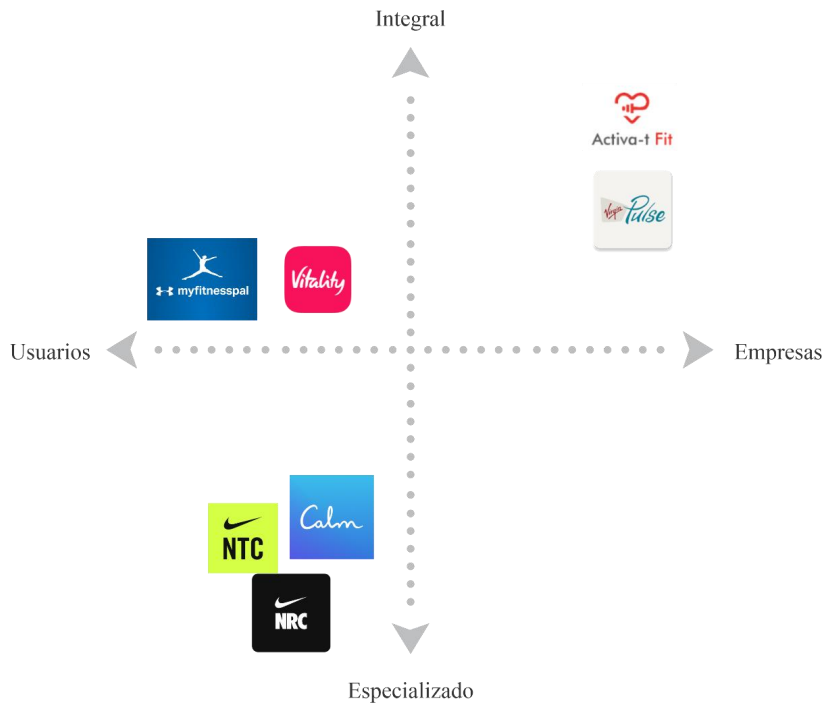 Integral
Activa-t Fit
Virgin Pulse
myfitnesspal
Vitality
Usuarios
Empresas
Calm
NTC
NRC
Especializado